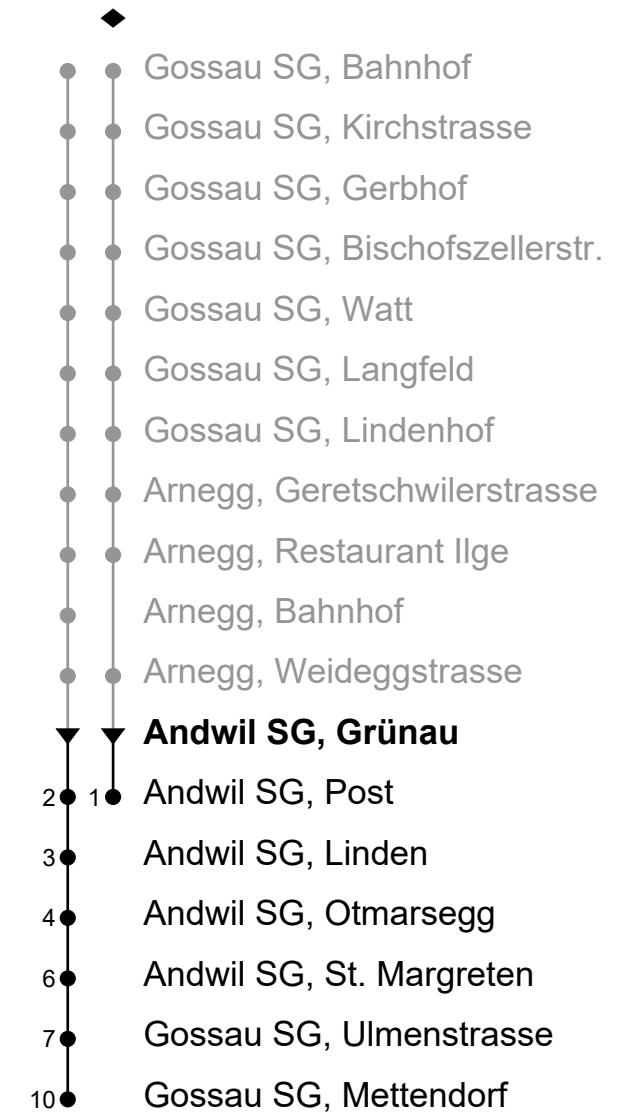 Gossau SG, Bahnhof
Gossau SG, Kirchstrasse
Gossau SG, Gerbhof
Gossau SG, Bischofszellerstr.
Gossau SG, Watt
Gossau SG, Langfeld
Gossau SG, Lindenhof
Arnegg, Geretschwilerstrasse
Arnegg, Restaurant Ilge
Arnegg, Bahnhof
Arnegg, Weideggstrasse
Andwil SG, Grünau
2 1 Andwil SG, Post
3 Andwil SG, Linden
4 Andwil SG, Otmarsegg
6 Andwil SG, St. Margreten
7 Gossau SG, Ulmenstrasse
10 Gossau SG, Mettendorf